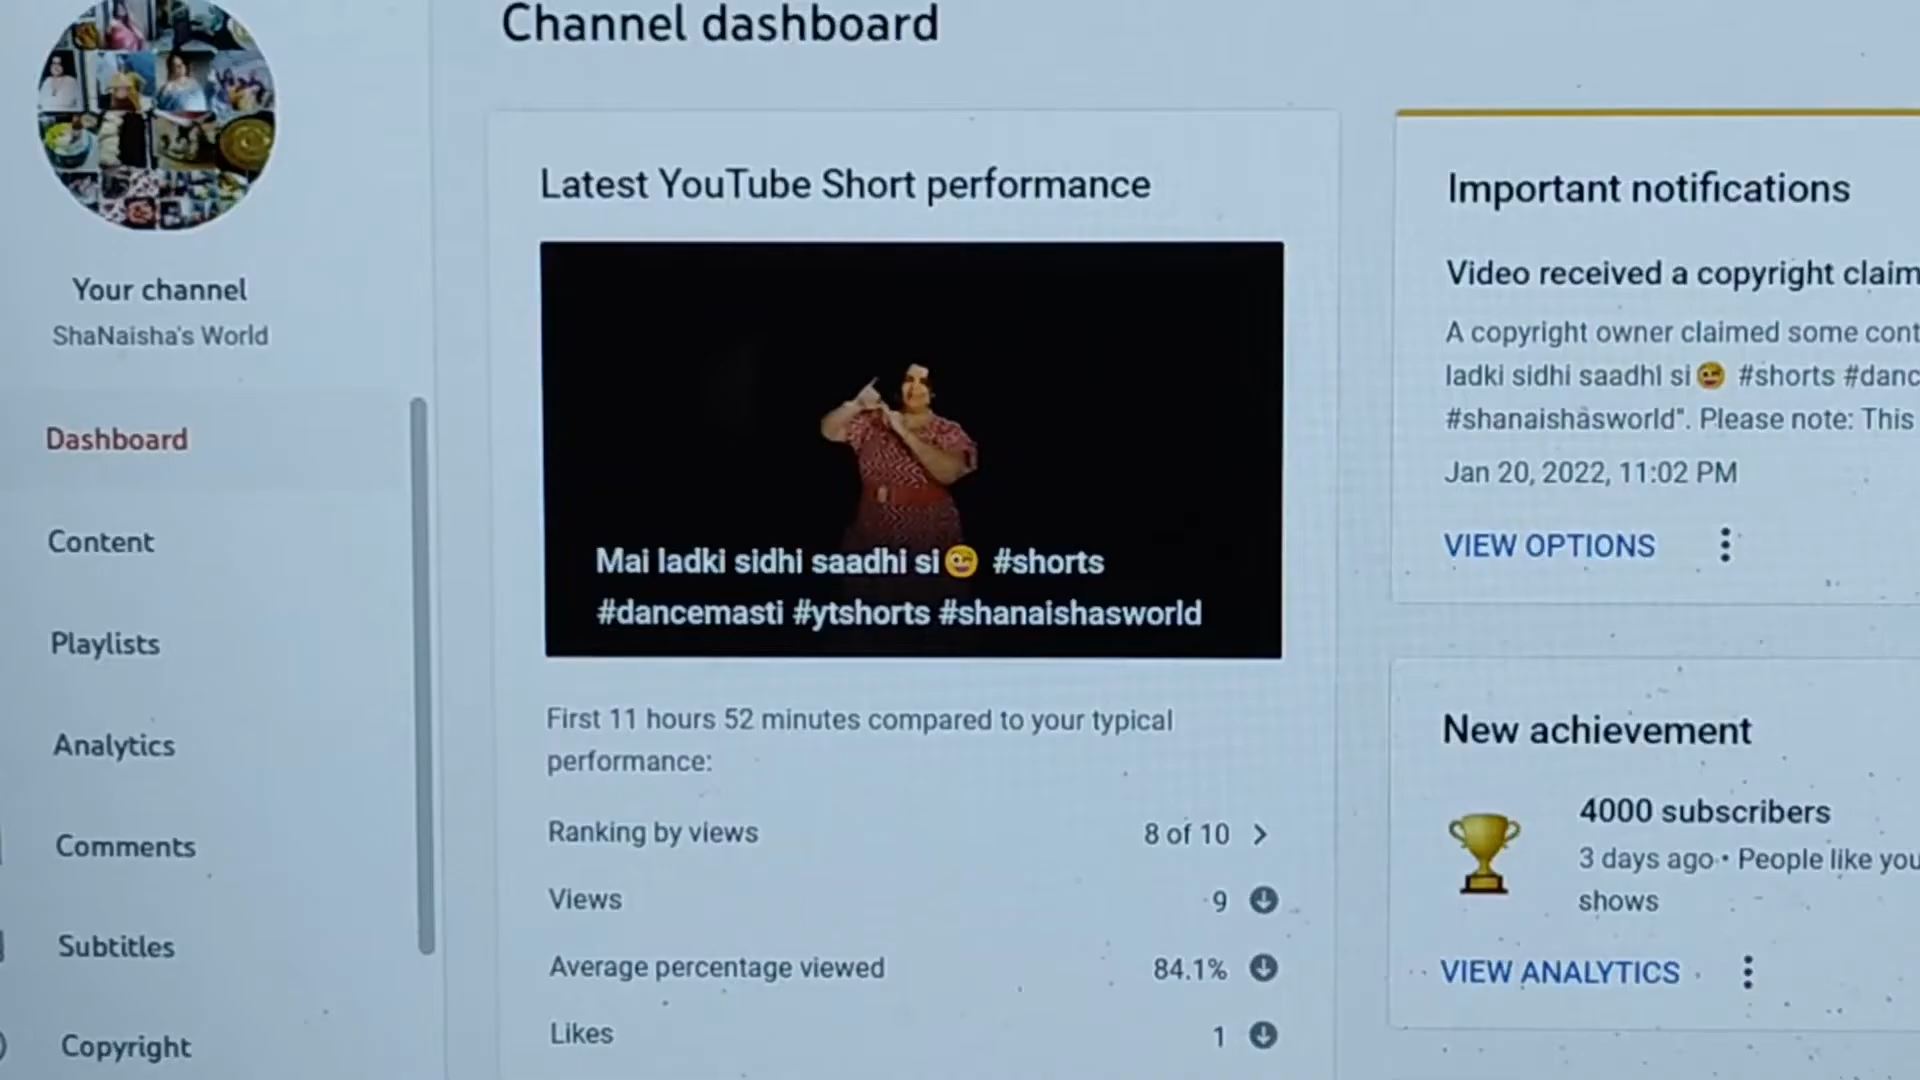 Channel dashboard
Your channel
ShaNaisha's World
Dashboard
Content
Playlists
Analytics
Comments
Subtitles
Copyright
Latest YouTube Short performance
Mai ladki sidhi saadhi si😉 #shorts
#dancemasti #ytshorts #shanaishasworld
First 11 hours 52 minutes compared to your typical
performance:
Ranking by views 8 of 10
Views 9
Average percentage viewed 84.1%
Likes 1
Important notifications
Video received a copyright claim
A copyright owner claimed some
ladki sidhi saadhi si😉 #shorts
#shanaishasworld". Please note: This
Jan 20, 2022, 11:02 PM
VIEW OPTIONS
New achievement
4000 subscribers
3 days ago • People like you
shows
VIEW ANALYTICS